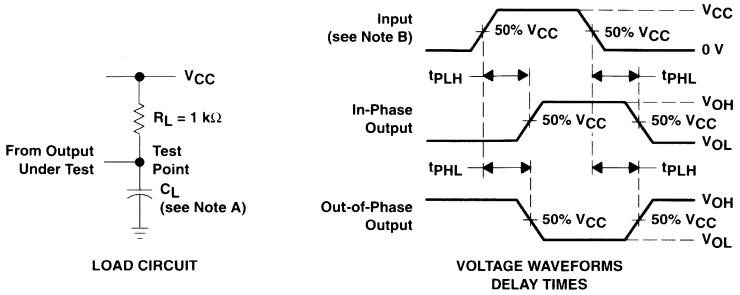 VCC
RL = 1 kΩ
From Output
Under Test
Test
Point
CL
(see Note A)
LOAD CIRCUIT
Input
(see Note B)
50% VCC
50% VCC
VCC
0 V
tPLH
tPHL
In-Phase
Output
50% VCC
50% VCC
VOH
VOL
tPHL
tPLH
Out-of-Phase
Output
50% VCC
50% VCC
VOH
VOL
VOLTAGE WAVEFORMS
DELAY TIMES